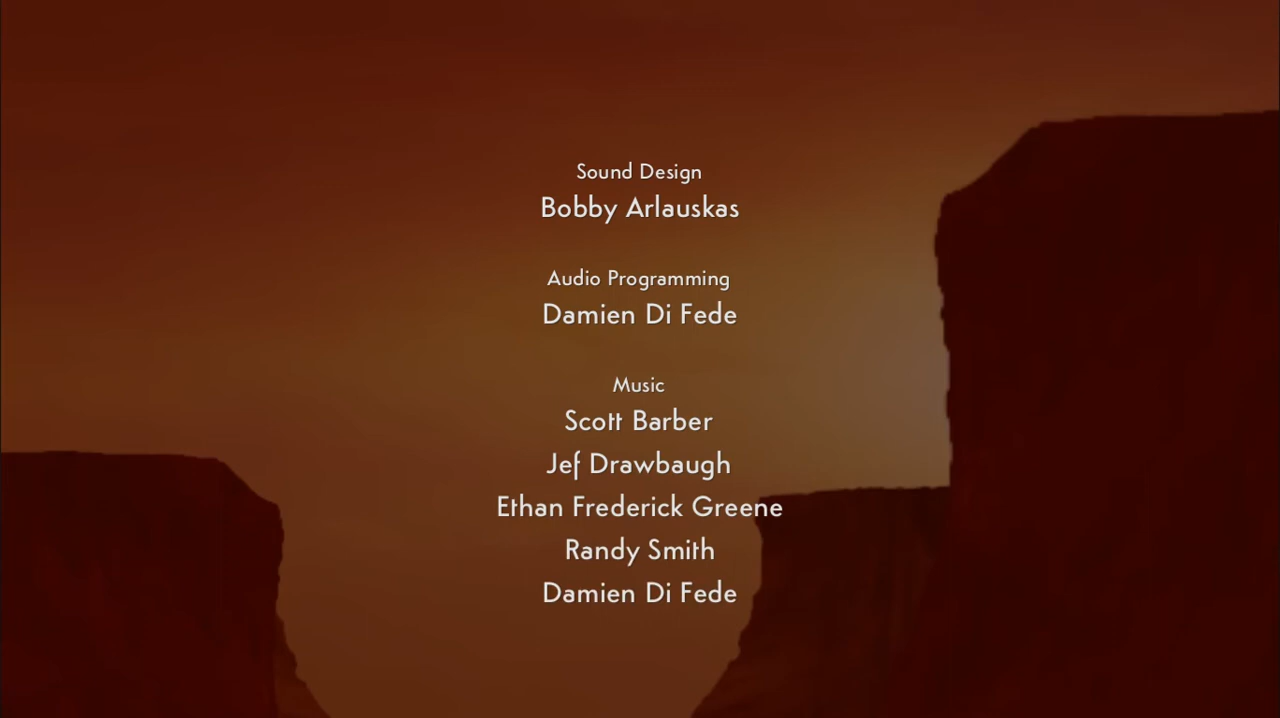 Sound Design
Bobby Arlauskas
Audio Programming
Damien Di Fede
Music
Scott Barber
Jef Drawbaugh
Ethan Frederick Greene
Randy Smith
Damien Di Fede